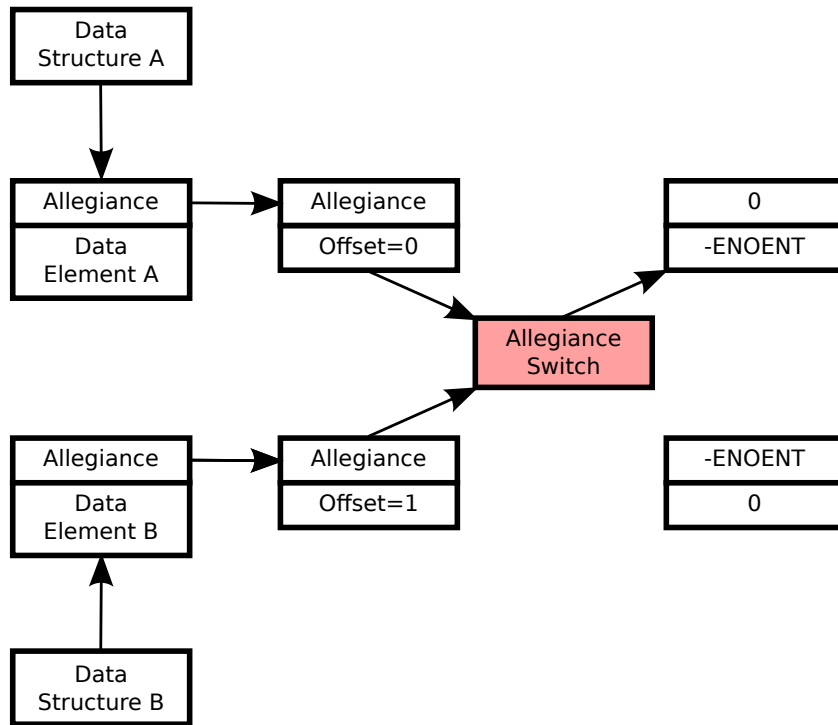 Data
Structure A
Allegiance
Data
Element A
Allegiance
Offset=0
0
-ENOENT
Allegiance
Switch
Allegiance
Data
Element B
Allegiance
Offset=1
-ENOENT
0
Data
Structure B